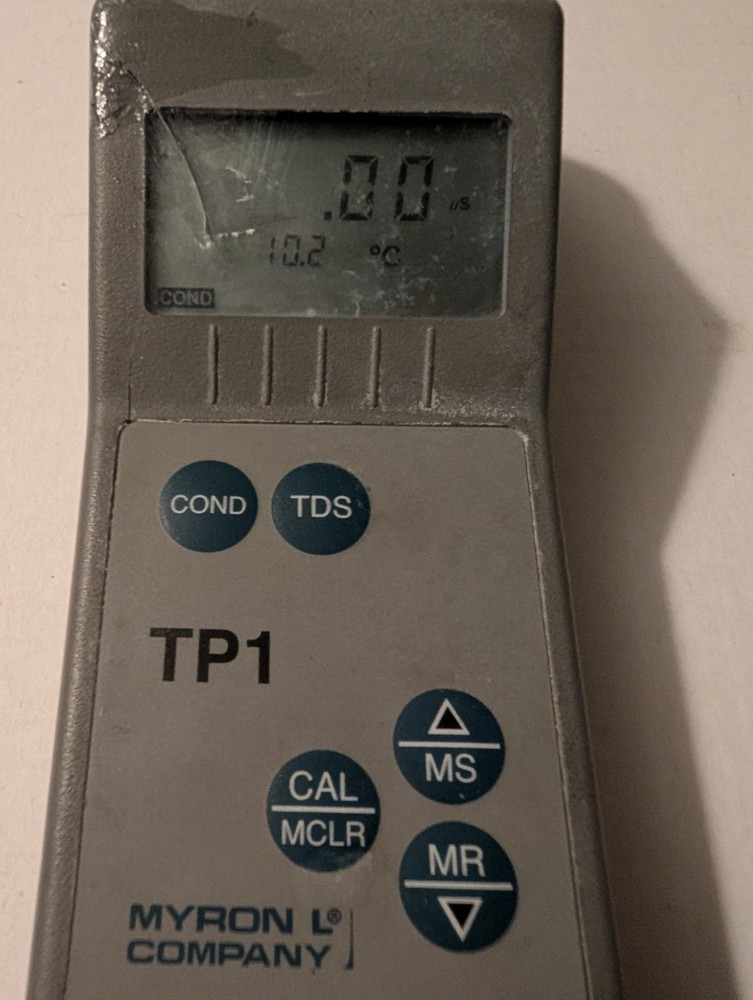 .00 µS
10.2 °C
COND
COND TDS
TP1
▲
MS
CAL
MCLR
MR
▼
MYRON L®
COMPANY